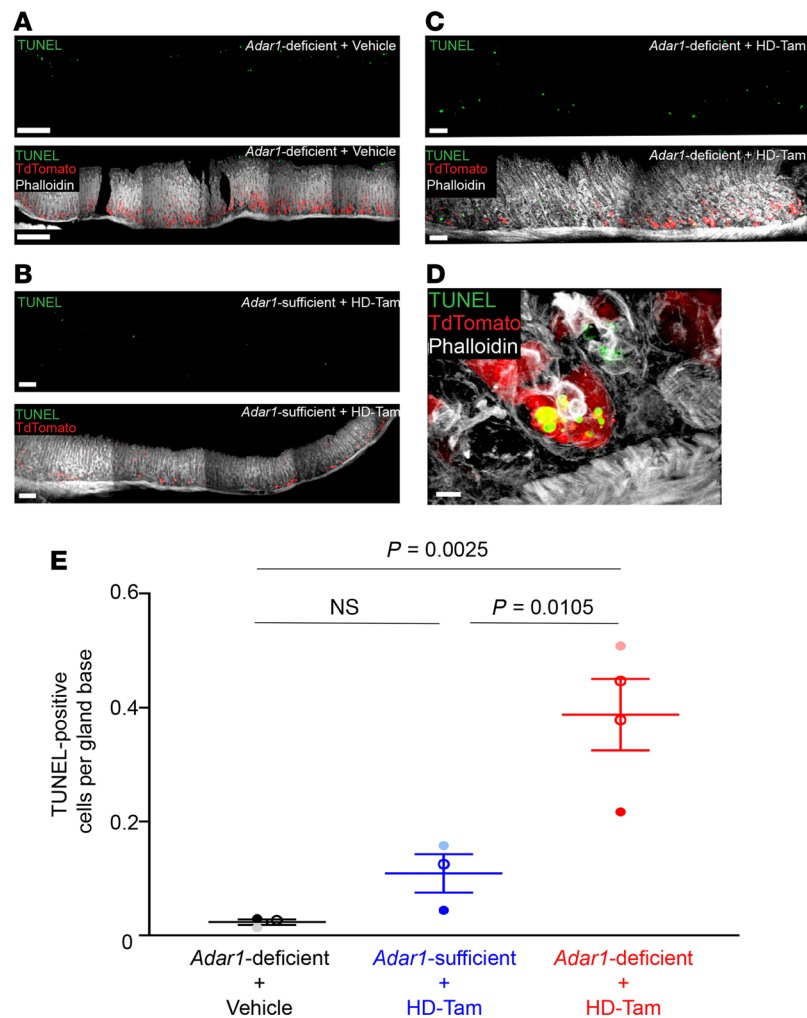 A
TUNEL
Adar1-deficient + Vehicle
TUNEL
TdTomato
Phalloidin
Adar1-deficient + Vehicle
B
TUNEL
Adar1-sufficient + HD-Tam
TUNEL
TdTomato
Adar1-sufficient + HD-Tam
C
TUNEL
Adar1-deficient + HD-Tam
TUNEL
TdTomato
Phalloidin
Adar1-deficient + HD-Tam
D
TUNEL
TdTomato
Phalloidin
E
P = 0.0025
NS
P = 0.0105
TUNEL-positive
cells per gland base
0.6
0.4
0.2
0
Adar1-deficient
+
Vehicle
Adar1-sufficient
+
HD-Tam
Adar1-deficient
+
HD-Tam